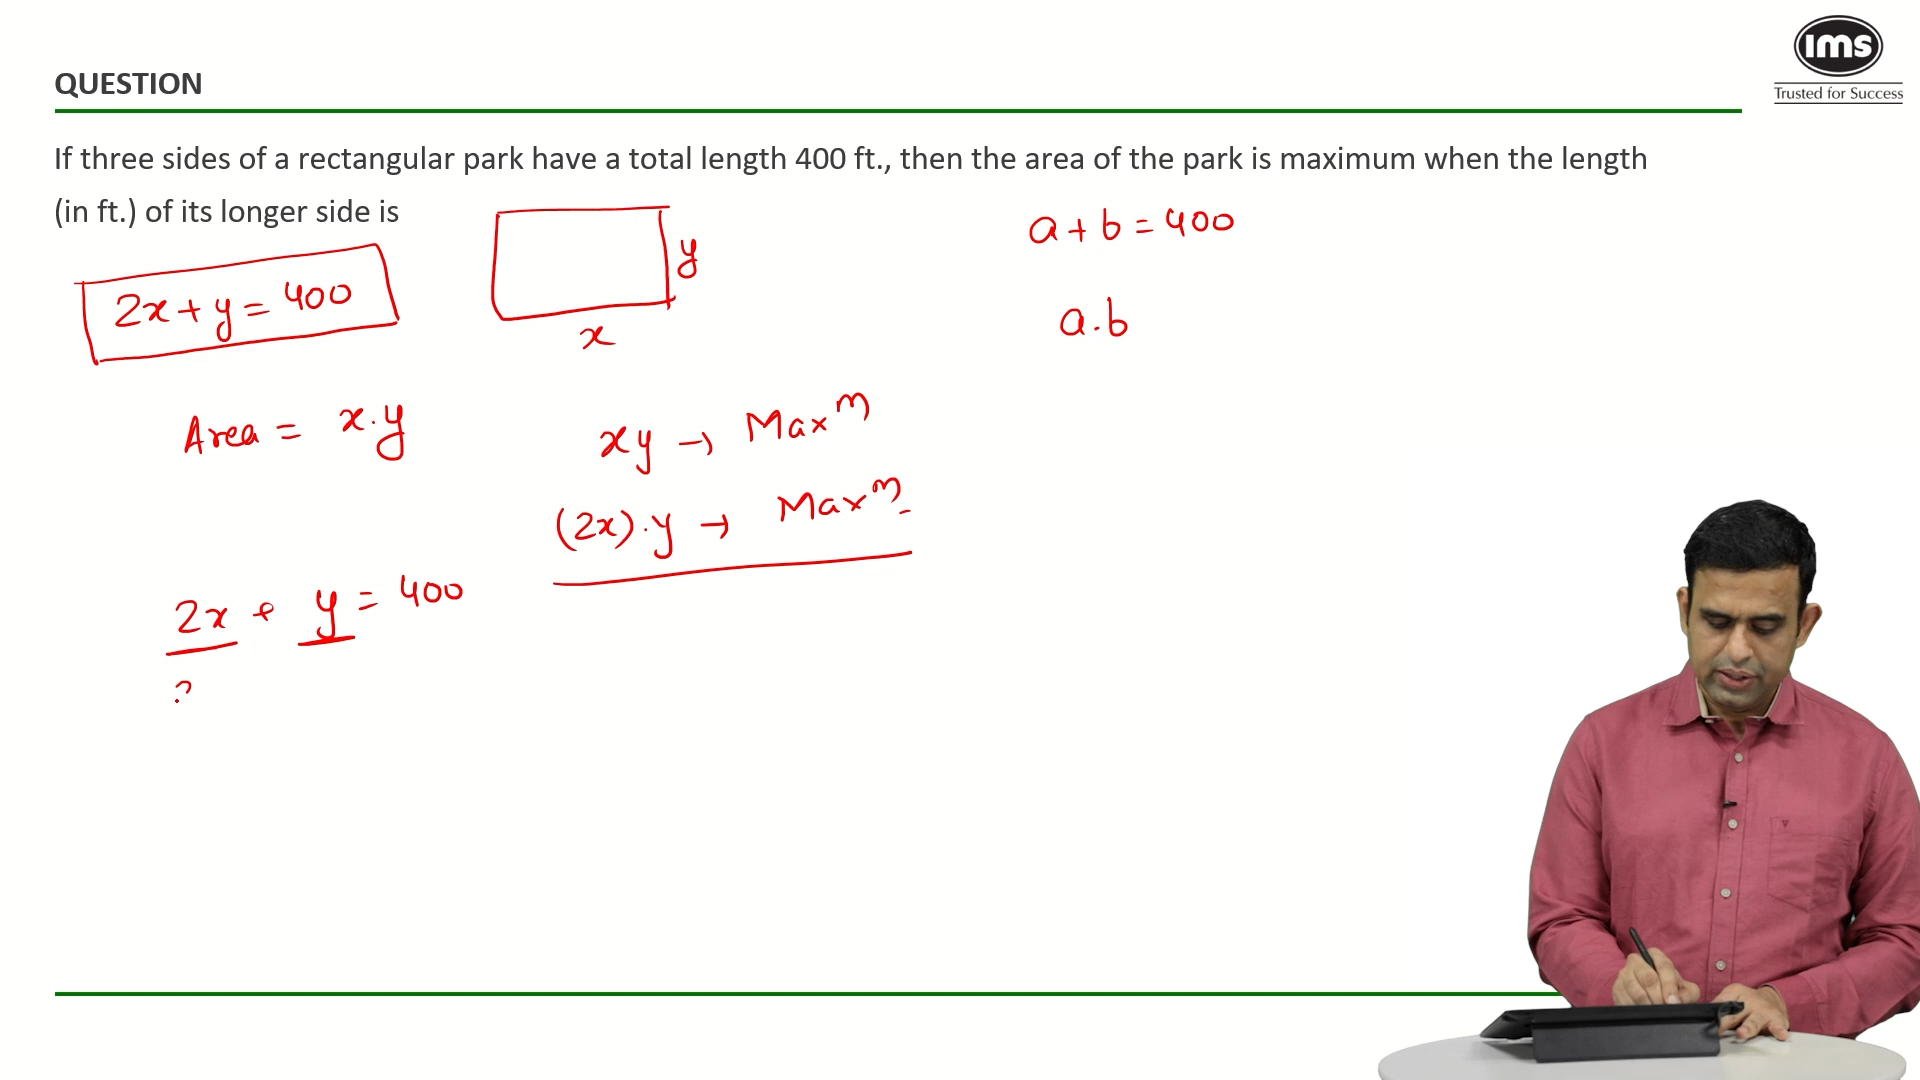 ims
Trusted for Success
QUESTION
If three sides of a rectangular park have a total length 400 ft., then the area of the park is maximum when the length
(in ft.) of its longer side is
2x + y = 400
y
x
a + b = 400
a.b
Area = x.y
xy → Maxᵐ
(2x).y → Maxᵐ
2x + y = 400